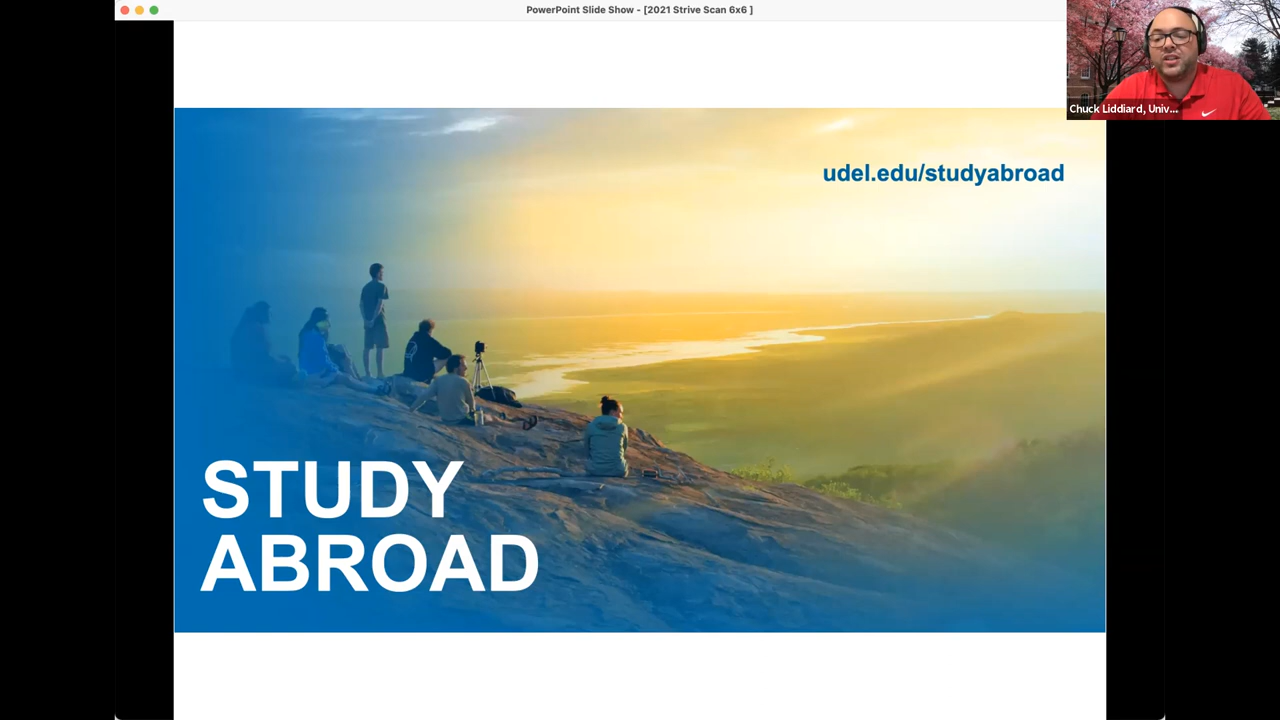 PowerPoint Slide Show - [2021 Strive Scan 6x6 ]
Chuck Liddiard, Univ...
udel.edu/studyabroad
STUDY
ABROAD